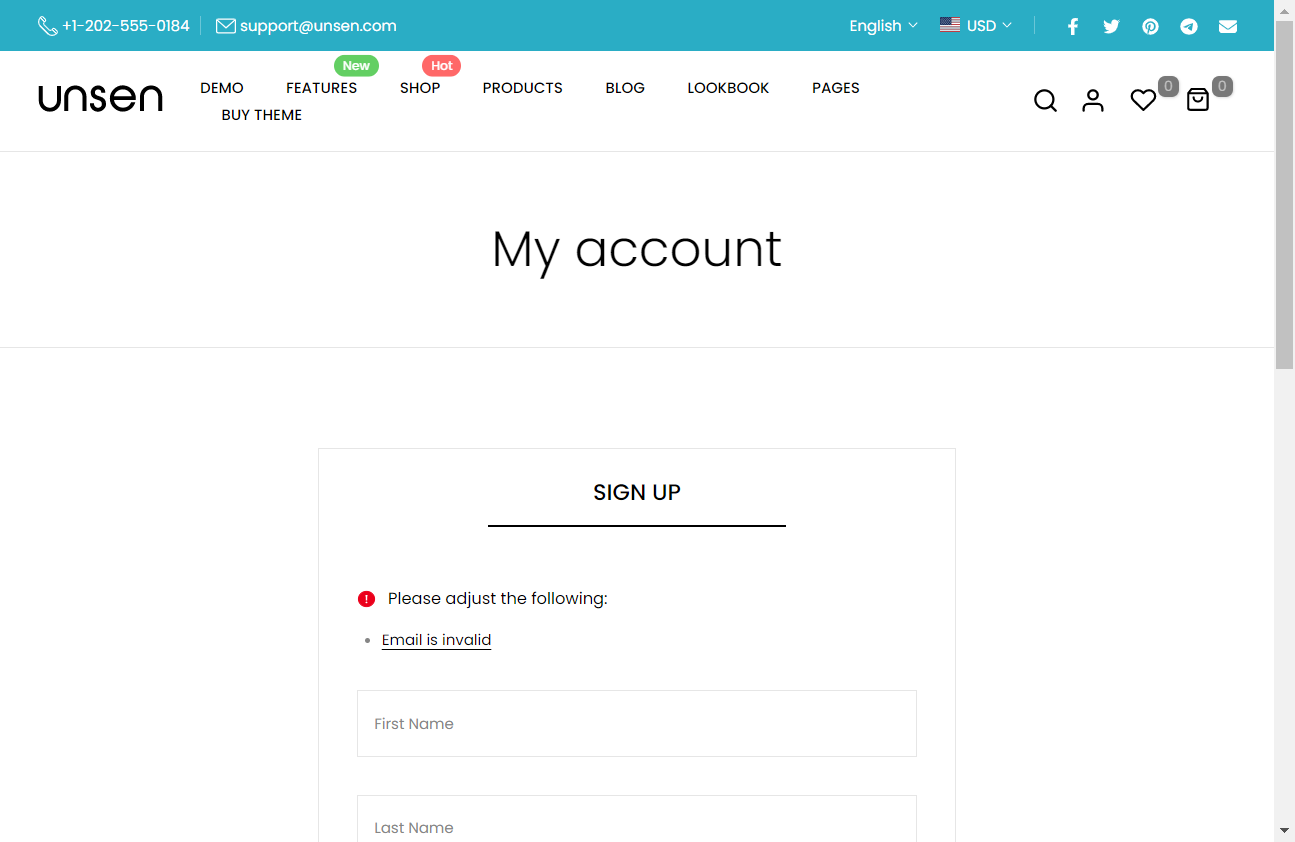 +1-202-555-0184 support@unsen.com English USD
New Hot
unsen DEMO FEATURES SHOP PRODUCTS BLOG LOOKBOOK PAGES 0 0
BUY THEME
My account
SIGN UP
! Please adjust the following:
Email is invalid
First Name
Last Name